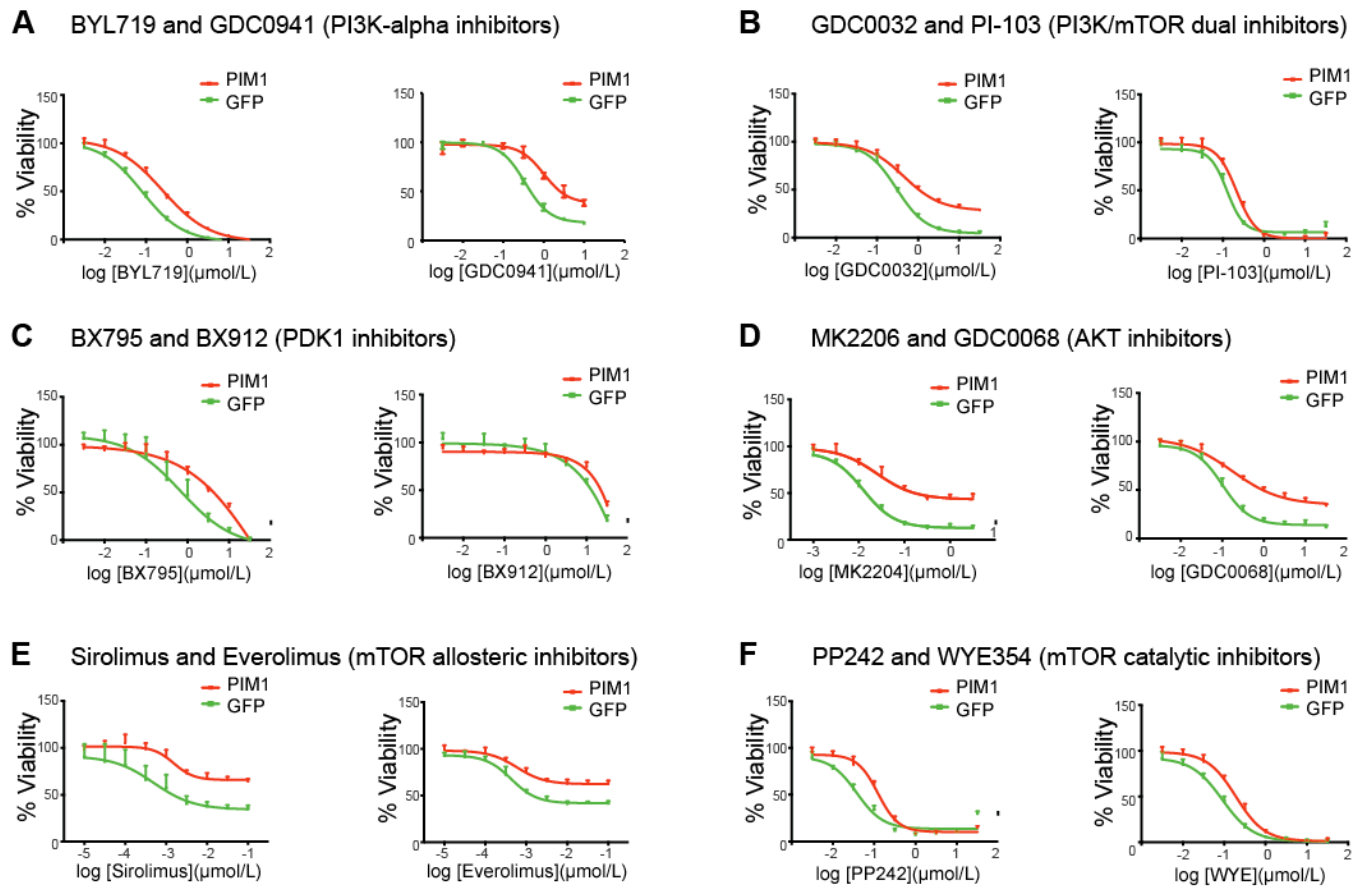 A BYL719 and GDC0941 (PI3K-alpha inhibitors)
PIM1
GFP
150
100
50
0
% Viability
-2 -1 0 1 2
log [BYL719](µmol/L)
PIM1
GFP
150
100
50
0
% Viability
-2 -1 0 1 2
log [GDC0941](µmol/L)
B GDC0032 and PI-103 (PI3K/mTOR dual inhibitors)
PIM1
GFP
150
100
50
0
% Viability
-2 -1 0 1 2
log [GDC0032](µmol/L)
PIM1
GFP
150
100
50
0
% Viability
-2 -1 0 1 2
log [PI-103](µmol/L)
C BX795 and BX912 (PDK1 inhibitors)
PIM1
GFP
150
100
50
0
% Viability
-2 -1 0 1 2
log [BX795](µmol/L)
PIM1
GFP
150
100
50
0
% Viability
-2 -1 0 1 2
log [BX912](µmol/L)
D MK2206 and GDC0068 (AKT inhibitors)
PIM1
GFP
150
100
50
0
% Viability
-3 -2 -1 0 1
log [MK2204](µmol/L)
PIM1
GFP
150
100
50
0
% Viability
-2 -1 0 1 2
log [GDC0068](µmol/L)
E Sirolimus and Everolimus (mTOR allosteric inhibitors)
PIM1
GFP
150
100
50
0
% Viability
-5 -4 -3 -2 -1
log [Sirolimus](µmol/L)
PIM1
GFP
150
100
50
0
% Viability
-5 -4 -3 -2 -1
log [Everolimus](µmol/L)
F PP242 and WYE354 (mTOR catalytic inhibitors)
PIM1
GFP
150
100
50
0
% Viability
-2 -1 0 1 2
log [PP242](µmol/L)
PIM1
GFP
150
100
50
0
% Viability
-2 -1 0 1 2
log [WYE](µmol/L)